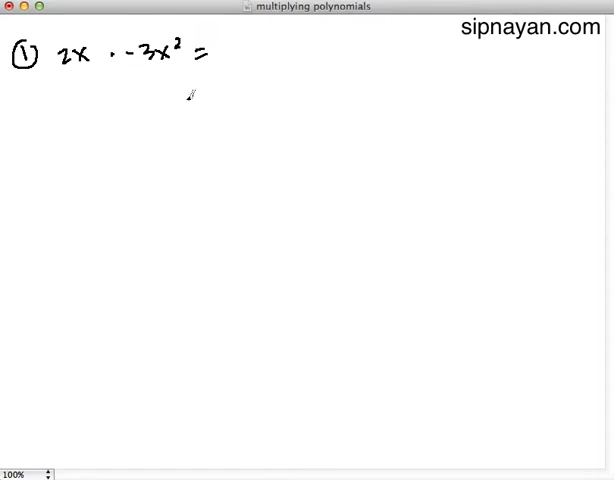 multiplying polynomials
sipnayan.com
① 2x · -3x² =
100%